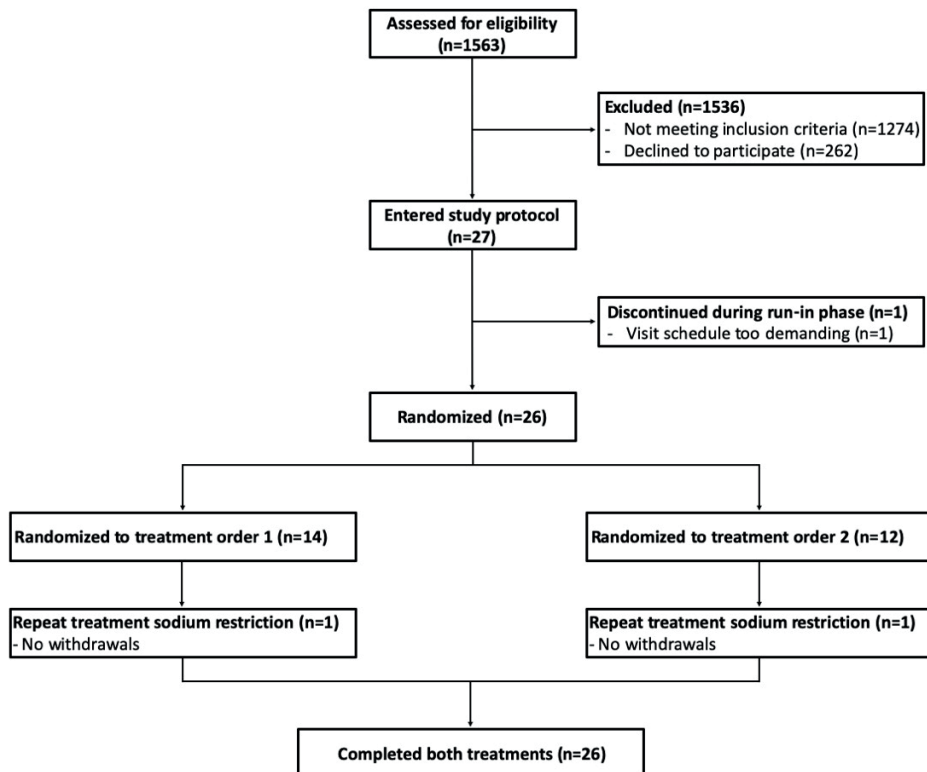 Assessed for eligibility
(n=1563)
Excluded (n=1536)
- Not meeting inclusion criteria (n=1274)
- Declined to participate (n=262)
Entered study protocol
(n=27)
Discontinued during run-in phase (n=1)
- Visit schedule too demanding (n=1)
Randomized (n=26)
Randomized to treatment order 1 (n=14)
Randomized to treatment order 2 (n=12)
Repeat treatment sodium restriction (n=1)
- No withdrawals
Repeat treatment sodium restriction (n=1)
- No withdrawals
Completed both treatments (n=26)